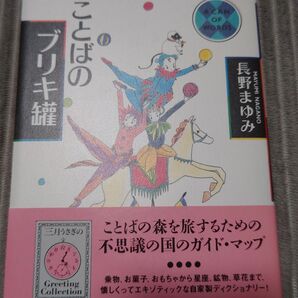 ことばの
ブリキ罐
A CAN
OF
WORDS
MAYUMI NAGANO
長野まゆみ
三月うさぎの
Greeting
Collection
ことばの森を旅するための
不思議の国のガイド・マップ
乗物、お菓子、おもちゃから星座、鉱物、草花まで、
懐しくってエキゾティックな自家製ディクショナリー!